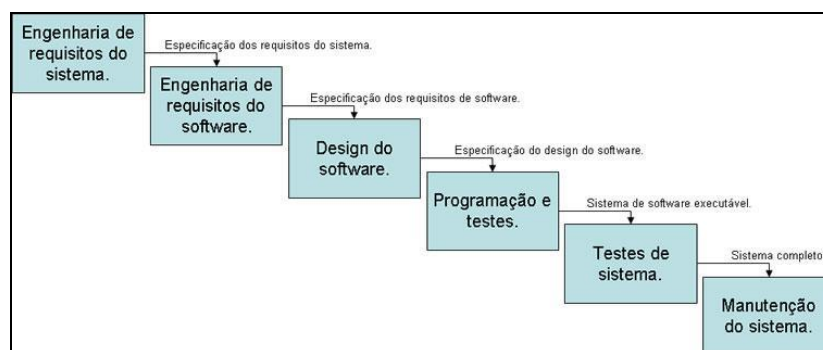 Engenharia de
requisitos do
sistema.
Especificação dos requisitos do sistema.
Engenharia de
requisitos do
software.
Especificação dos requisitos de software.
Design do
software.
Especificação do design do software.
Programação e
testes.
Sistema de software executável.
Testes de
sistema.
Sistema completo
Manutenção
do sistema.